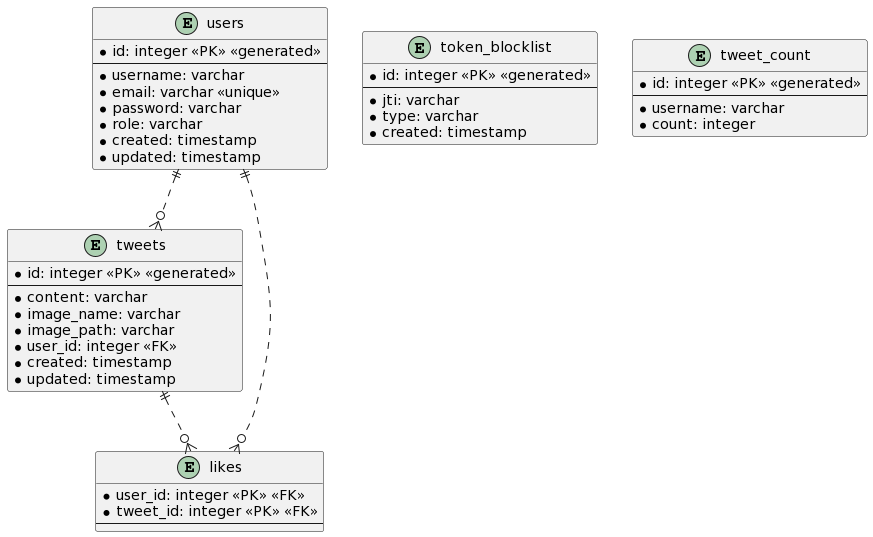 E users
* id: integer «PK» «generated»
* username: varchar
* email: varchar «unique»
* password: varchar
* role: varchar
* created: timestamp
* updated: timestamp
E token_blocklist
* id: integer «PK» «generated»
* jti: varchar
* type: varchar
* created: timestamp
E tweet_count
* id: integer «PK» «generated»
* username: varchar
* count: integer
E tweets
* id: integer «PK» «generated»
* content: varchar
* image_name: varchar
* image_path: varchar
* user_id: integer «FK»
* created: timestamp
* updated: timestamp
E likes
* user_id: integer «PK» «FK»
* tweet_id: integer «PK» «FK»